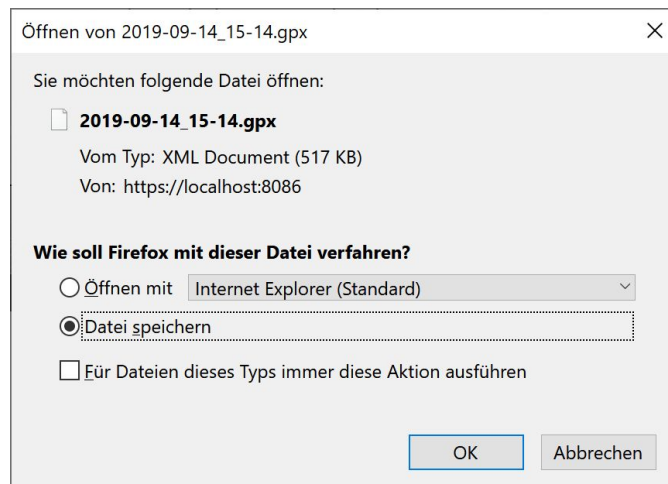 Öffnen von 2019-09-14_15-14.gpx
Sie möchten folgende Datei öffnen:
2019-09-14_15-14.gpx
Vom Typ: XML Document (517 KB)
Von: https://localhost:8086
Wie soll Firefox mit dieser Datei verfahren?
Öffnen mit Internet Explorer (Standard)
Datei speichern
Für Dateien dieses Typs immer diese Aktion ausführen
OK Abbrechen